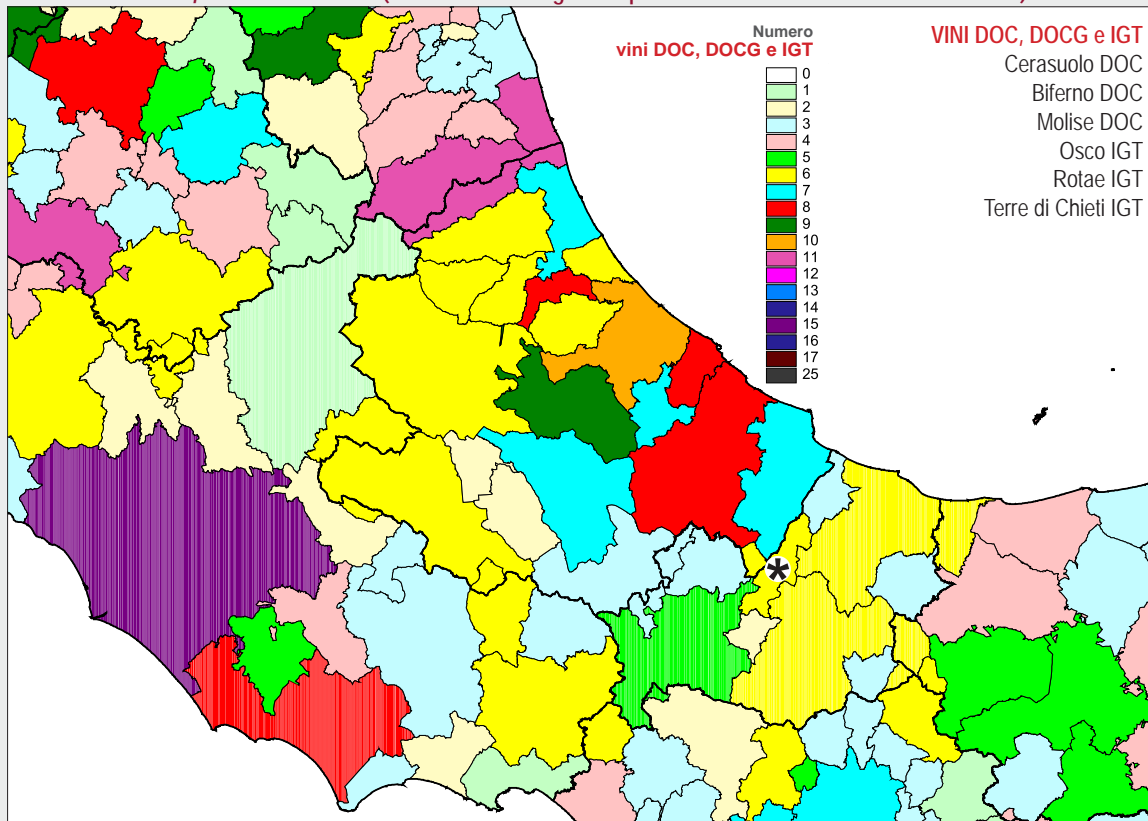 Numero
vini DOC, DOCG e IGT
0
1
2
3
4
5
6
7
8
9
10
11
12
13
14
15
16
17
25
VINI DOC, DOCG e IGT
Cerasuolo DOC
Biferno DOC
Molise DOC
Osco IGT
Rotae IGT
Terre di Chieti IGT
*